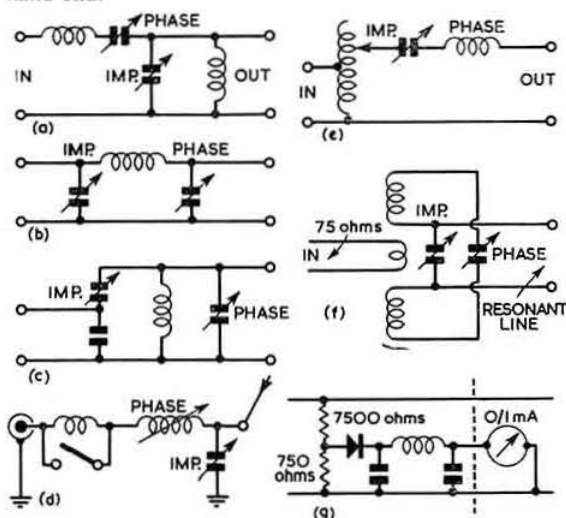 PHASE
IMP.
IN
OUT
(a)
IMP.
PHASE
(b)
IMP.
PHASE
(c)
PHASE
IMP.
(d)
IMP.
PHASE
IN
OUT
(e)
75 ohms
IN
IMP.
PHASE
RESONANT
LINE
(f)
7500 ohms
750
ohms
0/1mA
(g)